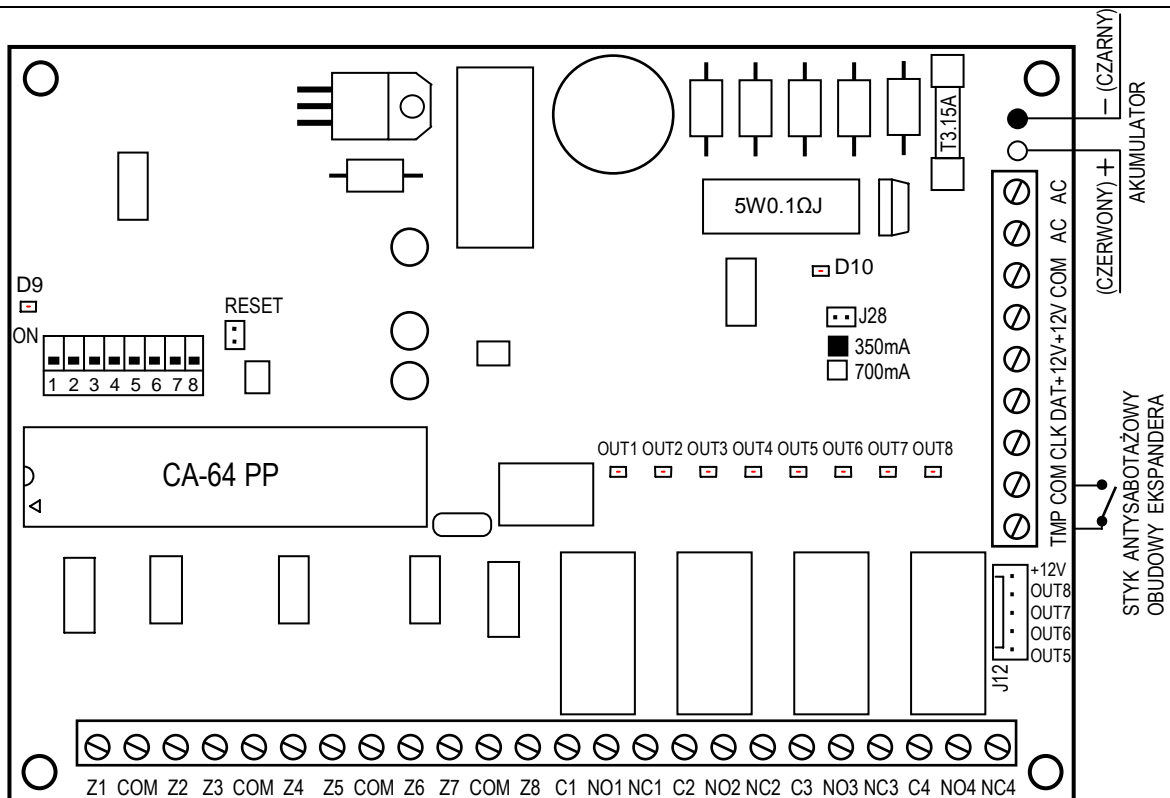 − (CZARNY)
AKUMULATOR
(CZERWONY) +
T3.15A
5W0.1ΩJ
D10
J28
350mA
700mA
D9
ON
RESET
1 2 3 4 5 6 7 8
CA-64 PP
OUT1 OUT2 OUT3 OUT4 OUT5 OUT6 OUT7 OUT8
TMP COM CLK DAT +12V +12V COM AC AC
STYK ANTYSABOTAŻOWY
OBUDOWY EKSPANDERA
+12V
OUT8
OUT7
OUT6
OUT5
J12
Z1 COM Z2 Z3 COM Z4 Z5 COM Z6 Z7 COM Z8 C1 NO1 NC1 C2 NO2 NC2 C3 NO3 NC3 C4 NO4 NC4